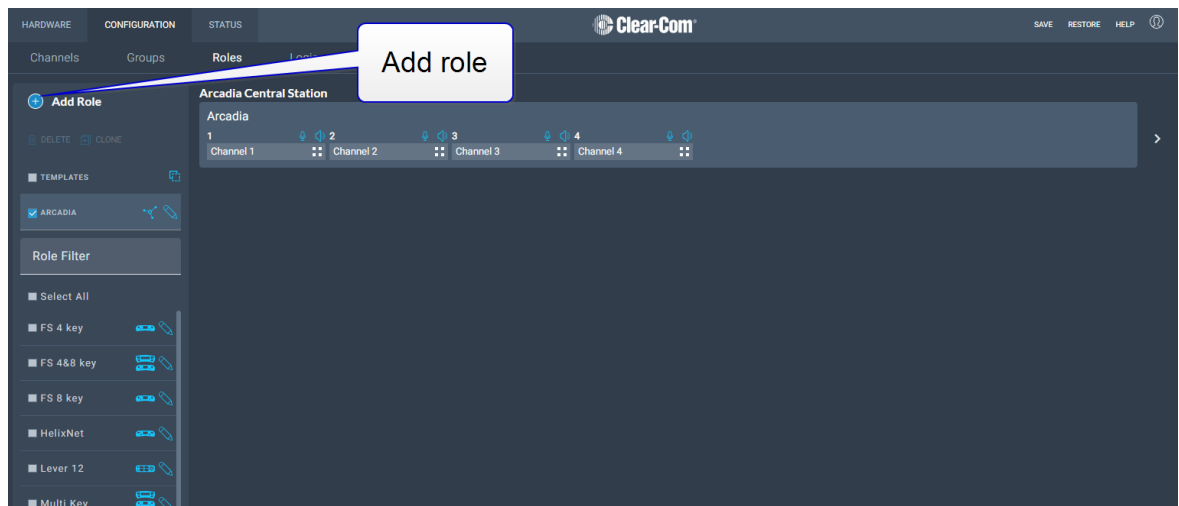 HARDWARE CONFIGURATION STATUS Clear-Com SAVE RESTORE HELP
Channels Groups Roles
Add role
Add Role
DELETE CLONE
TEMPLATES
ARCADIA
Role Filter
Select All
FS 4 key
FS 4&8 key
FS 8 key
HelixNet
Lever 12
Multi Key
Arcadia Central Station
Arcadia
1 2 3 4
Channel 1 Channel 2 Channel 3 Channel 4